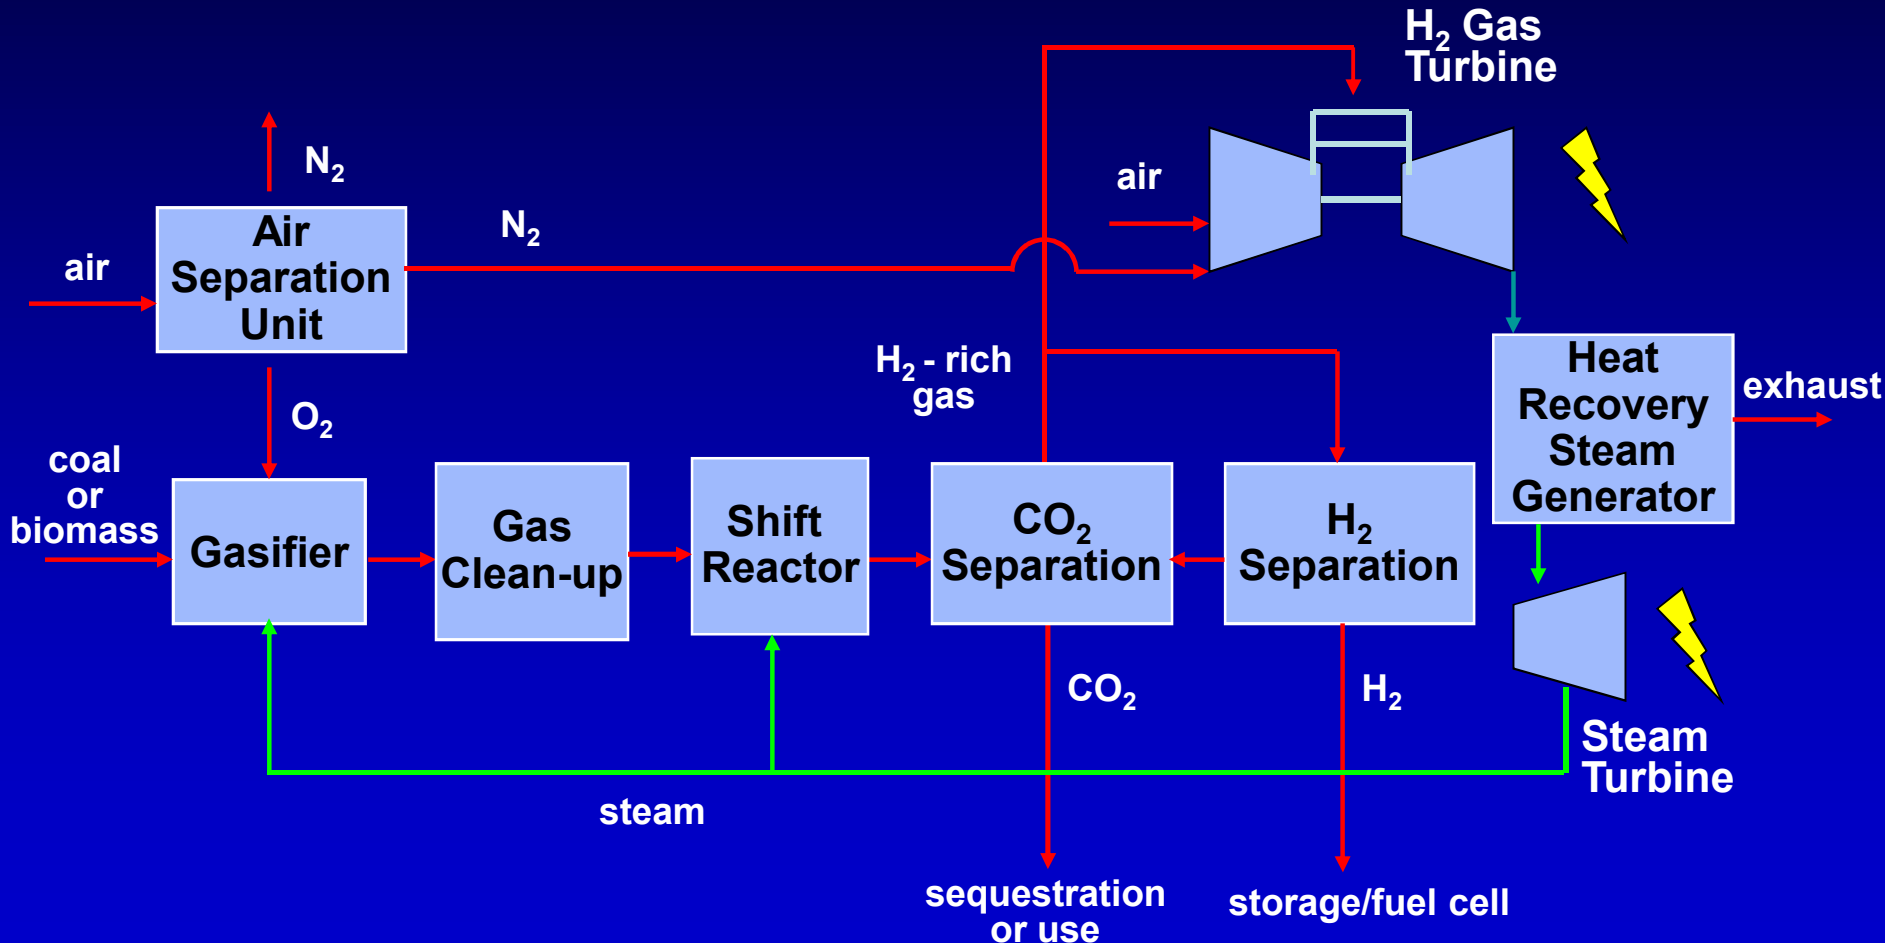 H₂ Gas
Turbine
N₂
air
Air
Separation
Unit
N₂
air
O₂
H₂ - rich
gas
Heat
Recovery
Steam
Generator
exhaust
coal
or
biomass
Gasifier
Gas
Clean-up
Shift
Reactor
CO₂
Separation
H₂
Separation
CO₂
H₂
Steam
Turbine
steam
sequestration
or use
storage/fuel cell